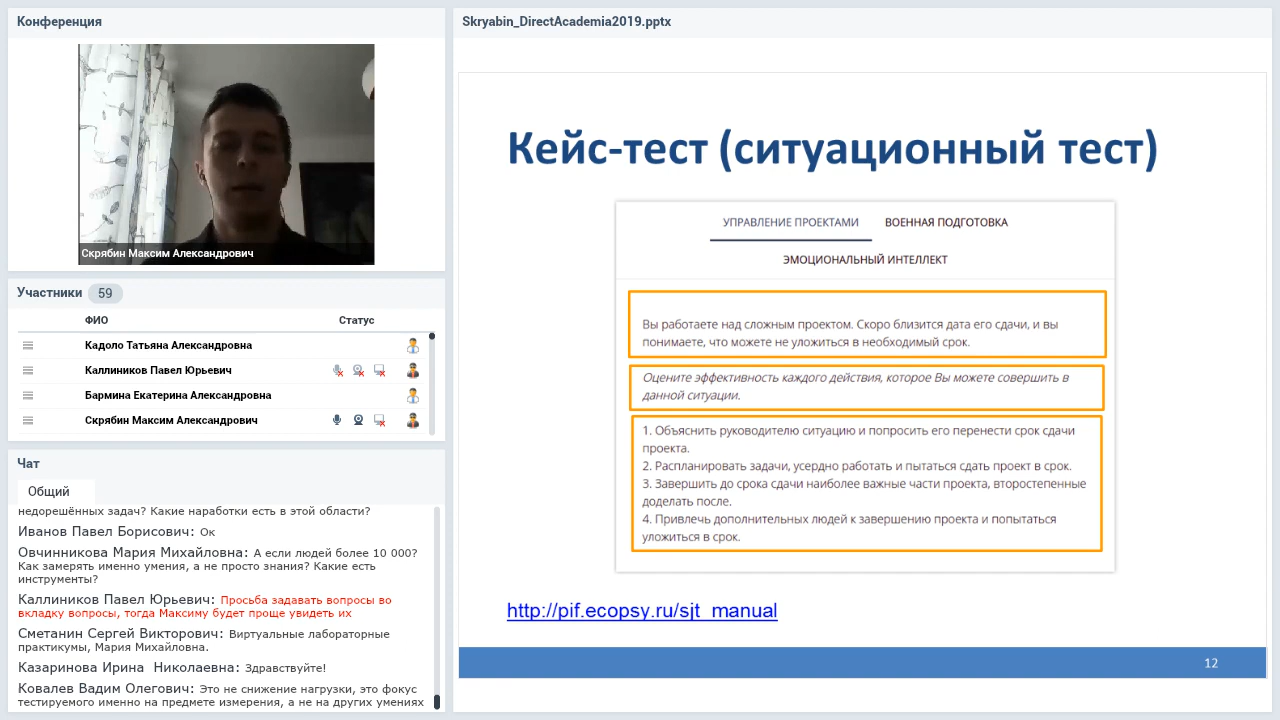 Конференция
Скрябин Максим Александрович
Участники 59
ФИО Статус
Кадоло Татьяна Александровна
Каллиников Павел Юрьевич
Бармина Екатерина Александровна
Скрябин Максим Александрович
Чат
Общий
недорешённых задач? Какие наработки есть в этой области?
Иванов Павел Борисович: Ок
Овчинникова Мария Михайловна: А если людей более 10 000?
Как замерять именно умения, а не просто знания? Какие есть
инструменты?
Каллиников Павел Юрьевич: Просьба задавать вопросы во
вкладку вопросы, тогда Максиму будет проще увидеть их
Сметанин Сергей Викторович: Виртуальные лабораторные
практикумы, Мария Михайловна.
Казаринова Ирина Николаевна: Здравствуйте!
Ковалев Вадим Олегович: Это не снижение нагрузки, это фокус
тестируемого именно на предмете измерения, а не на других умениях
Skryabin_DirectAcademia2019.pptx
Кейс-тест (ситуационный тест)
УПРАВЛЕНИЕ ПРОЕКТАМИ ВОЕННАЯ ПОДГОТОВКА
ЭМОЦИОНАЛЬНЫЙ ИНТЕЛЛЕКТ
Вы работаете над сложным проектом. Скоро близится дата его сдачи, и вы
понимаете, что можете не уложиться в необходимый срок.
Оцените эффективность каждого действия, которое Вы можете совершить в
данной ситуации.
1. Объяснить руководителю ситуацию и попросить его перенести срок сдачи
проекта.
2. Распланировать задачи, усердно работать и пытаться сдать проект в срок.
3. Завершить до срока сдачи наиболее важные части проекта, второстепенные
доделать после.
4. Привлечь дополнительных людей к завершению проекта и попытаться
уложиться в срок.
http://pif.ecopsy.ru/sjt_manual
12